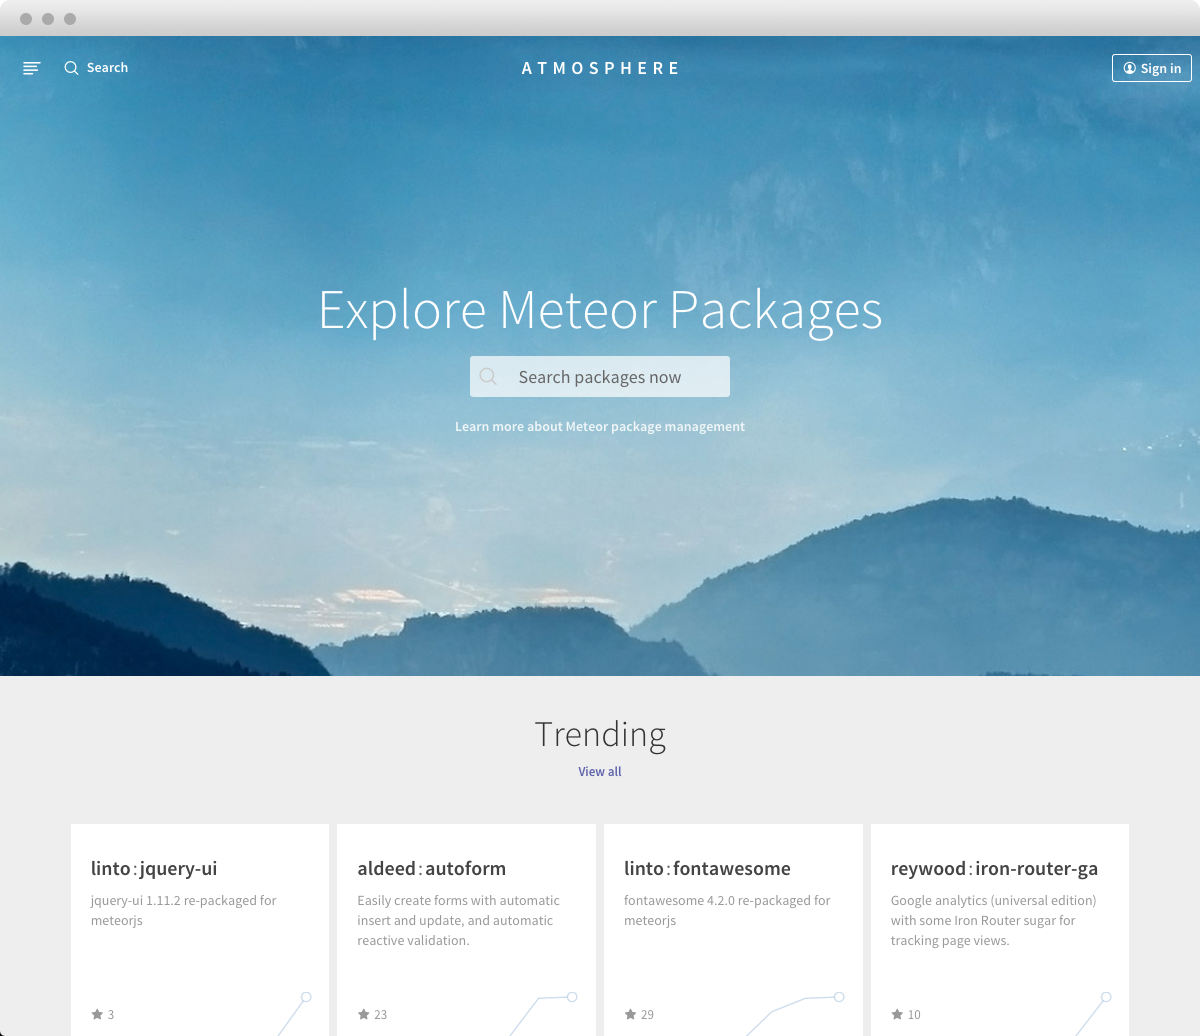 Search
ATMOSPHERE
Sign in
Explore Meteor Packages
Search packages now
Learn more about Meteor package management
Trending
View all
linto:jquery-ui
jquery-ui 1.11.2 re-packaged for
meteorjs
3
aldeed:autoform
Easily create forms with automatic
insert and update, and automatic
reactive validation.
23
linto:fontawesome
fontawesome 4.2.0 re-packaged for
meteorjs
29
reywood:iron-router-ga
Google analytics (universal edition)
with some Iron Router sugar for
tracking page views.
10